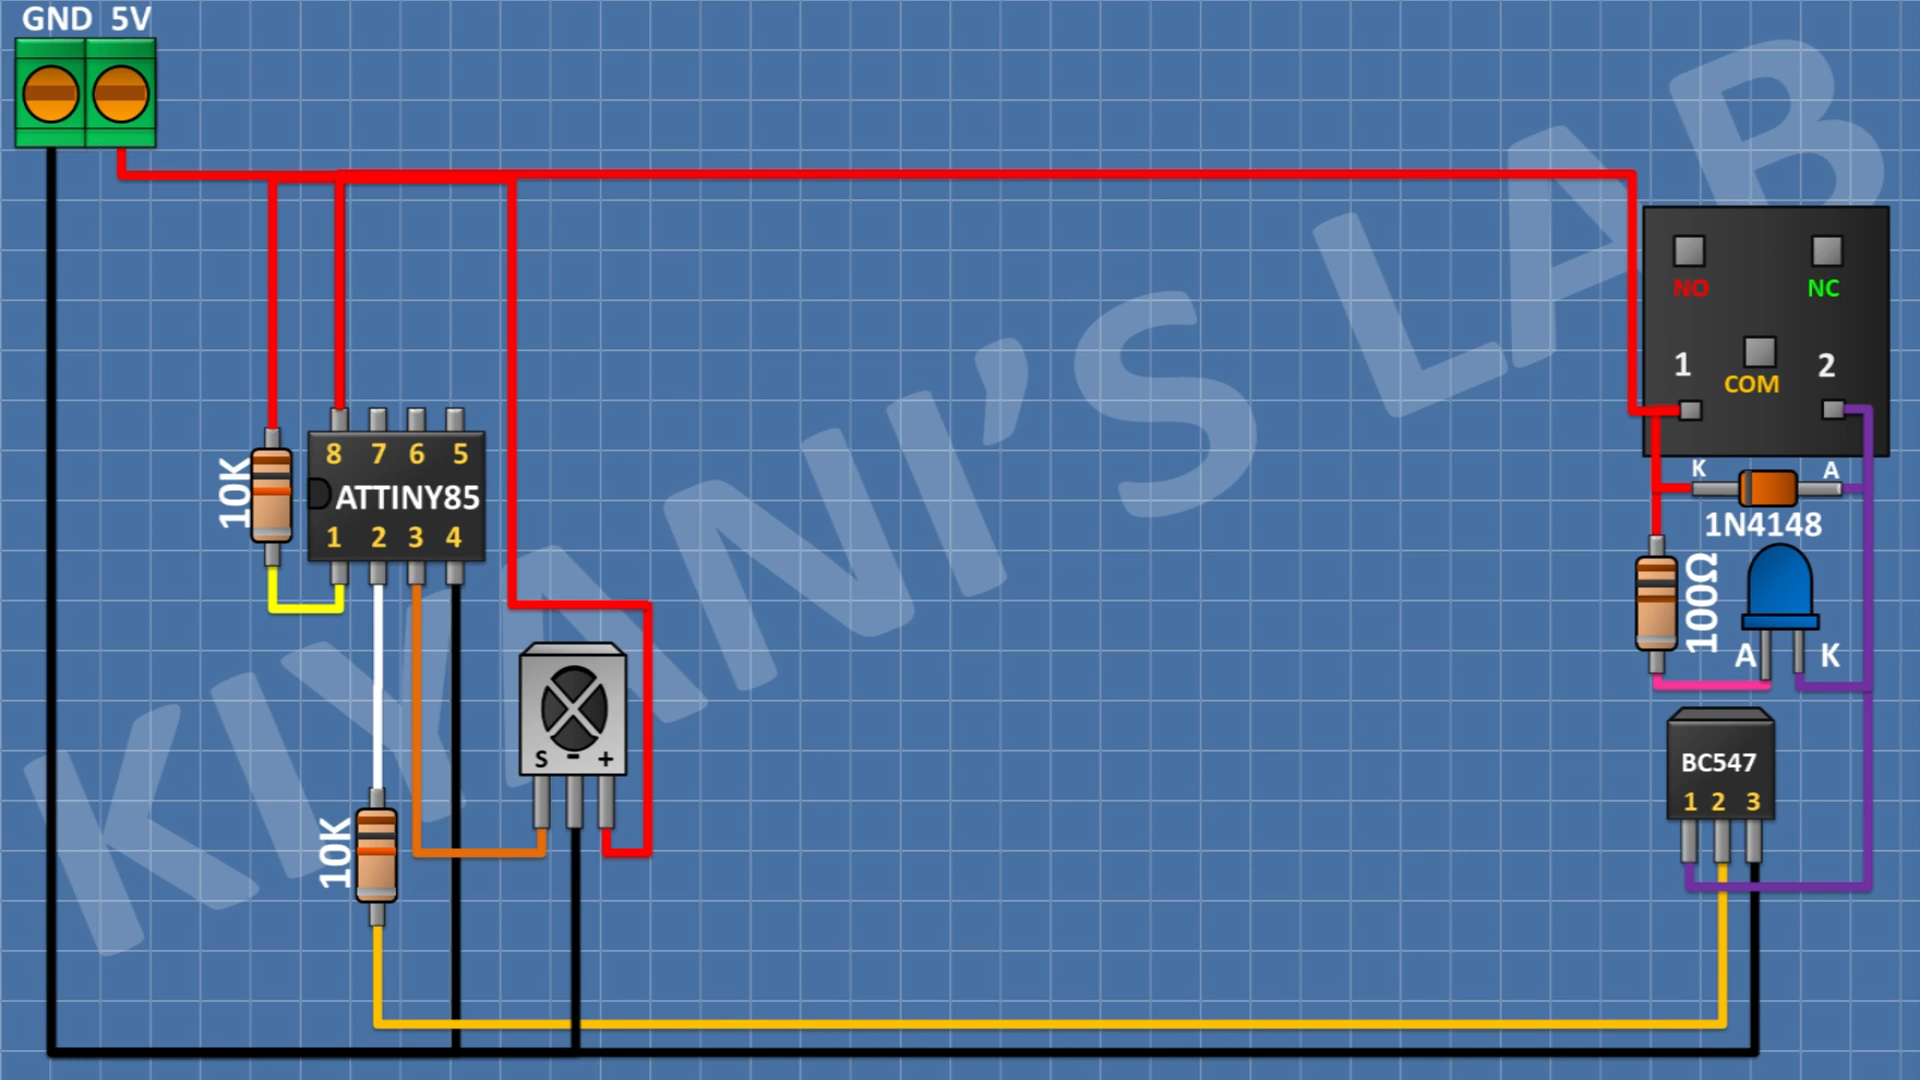 GND 5V
KIYANI'S LAB
NO
NC
1
2
COM
8 7 6 5
10K
ATTINY85
1 2 3 4
K
A
1N4148
100Ω
A
K
S - +
BC547
1 2 3
10K